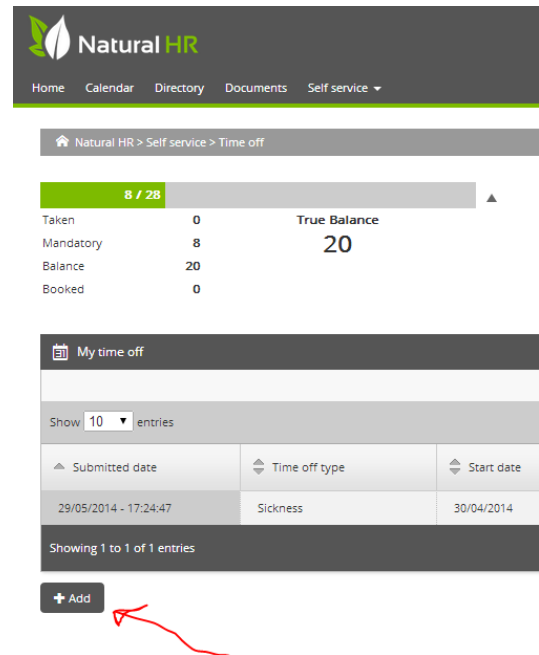 Natural HR
Home Calendar Directory Documents Self service
Natural HR > Self service > Time off
8 / 28
Taken 0 True Balance
Mandatory 8 20
Balance 20
Booked 0
31 My time off
Show 10 entries
Submitted date Time off type Start date
29/05/2014 - 17:24:47 Sickness 30/04/2014
Showing 1 to 1 of 1 entries
+ Add